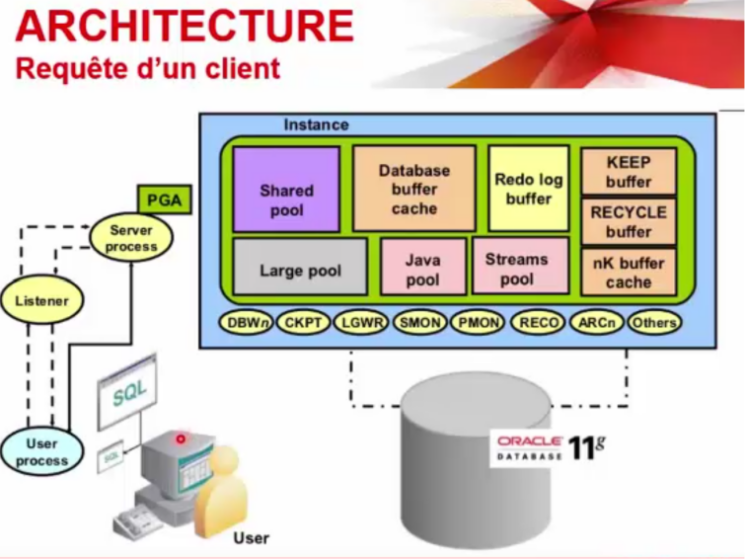 ARCHITECTURE
Requête d'un client
Instance
Shared
pool
Database
buffer
cache
Redo log
buffer
KEEP
buffer
RECYCLE
buffer
nK buffer
cache
Large pool
Java
pool
Streams
pool
DBWn
CKPT
LGWR
SMON
PMON
RECO
ARCn
Others
PGA
Server
process
Listener
User
process
SQL
SQL
User
ORACLE
DATABASE
11g